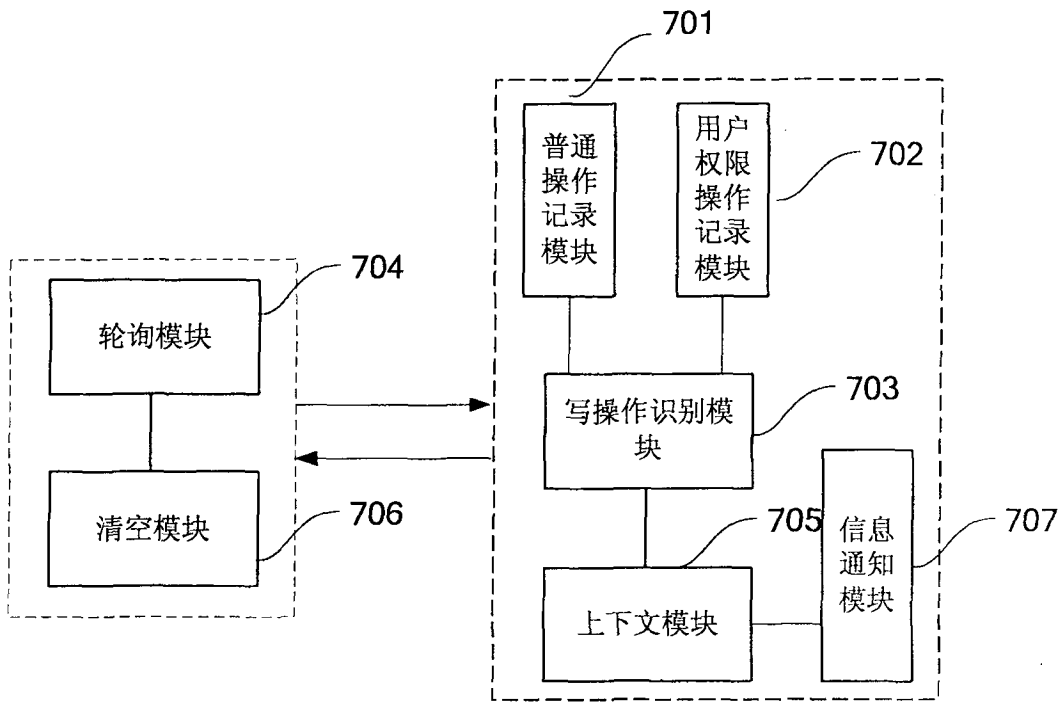 701
普通
操作
记录
模块
用户
权限
操作
记录
模块
702
704
轮询模块
703
写操作识别模
块
清空模块
706
705
上下文模块
信息
通知
模块
707